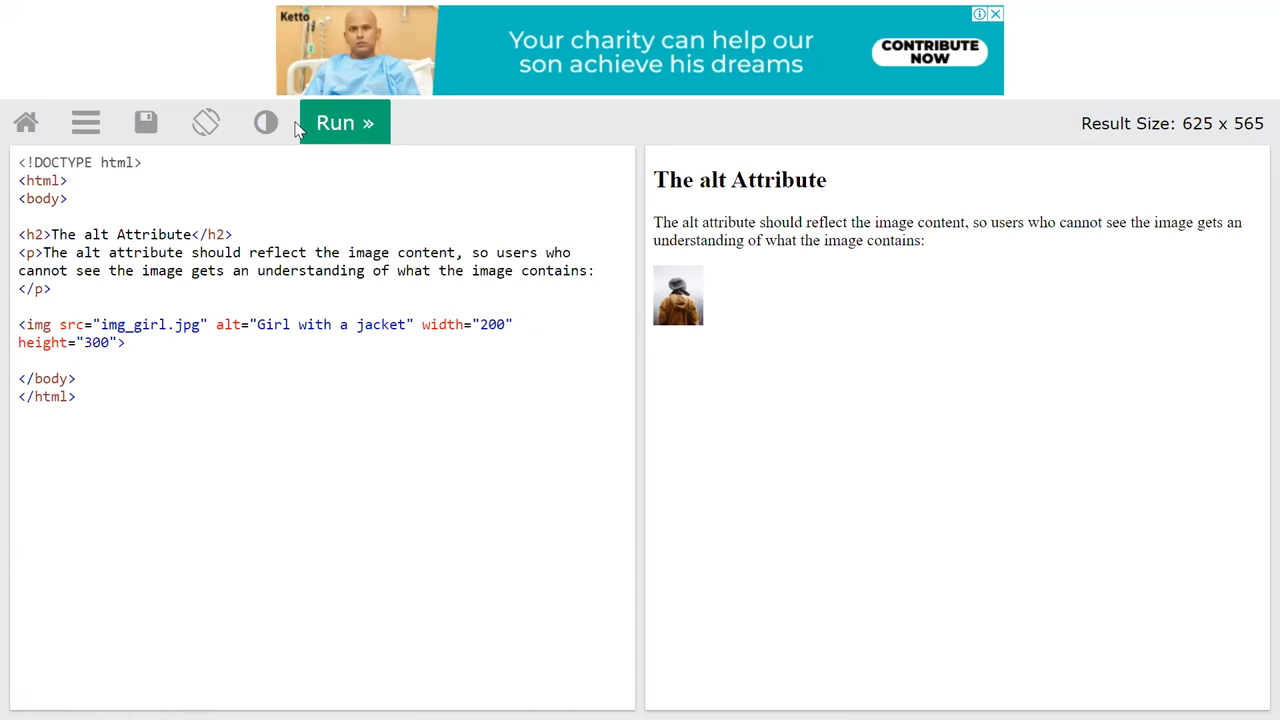 Ketto
Your charity can help our
son achieve his dreams
CONTRIBUTE
NOW
Run »
Result Size: 625 x 565
<!DOCTYPE html>
<html>
<body>
<h2>The alt Attribute</h2>
<p>The alt attribute should reflect the image content, so users who
cannot see the image gets an understanding of what the image contains:
</p>
<img src="img_girl.jpg" alt="Girl with a jacket" width="200"
height="300">
</body>
</html>
The alt Attribute
The alt attribute should reflect the image content, so users who cannot see the image gets an
understanding of what the image contains: